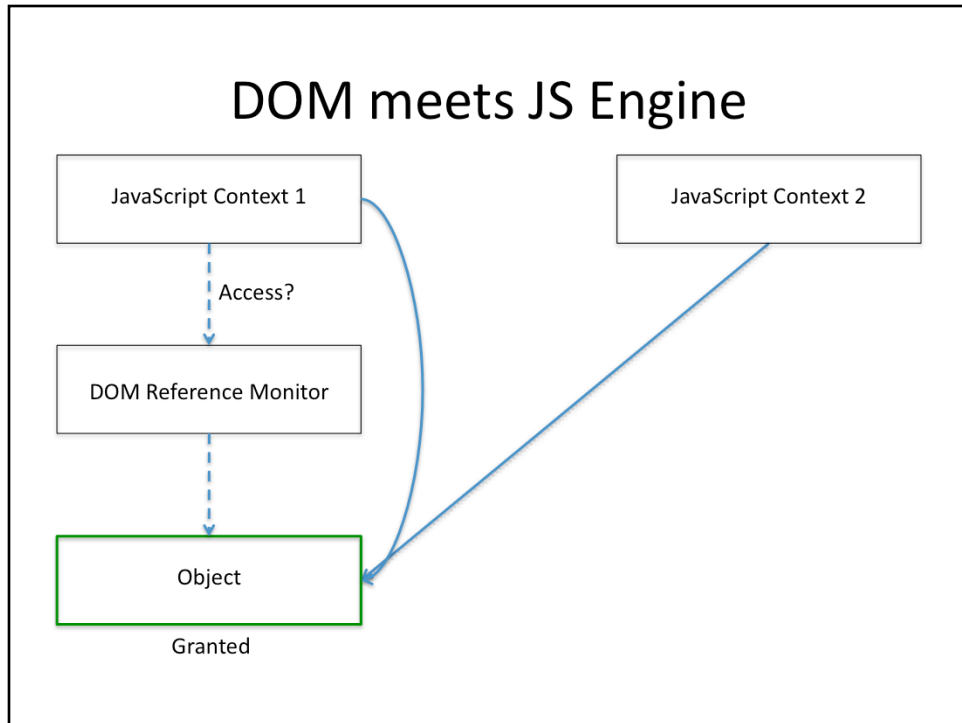 DOM meets JS Engine
JavaScript Context 1
JavaScript Context 2
Access?
DOM Reference Monitor
Object
Granted